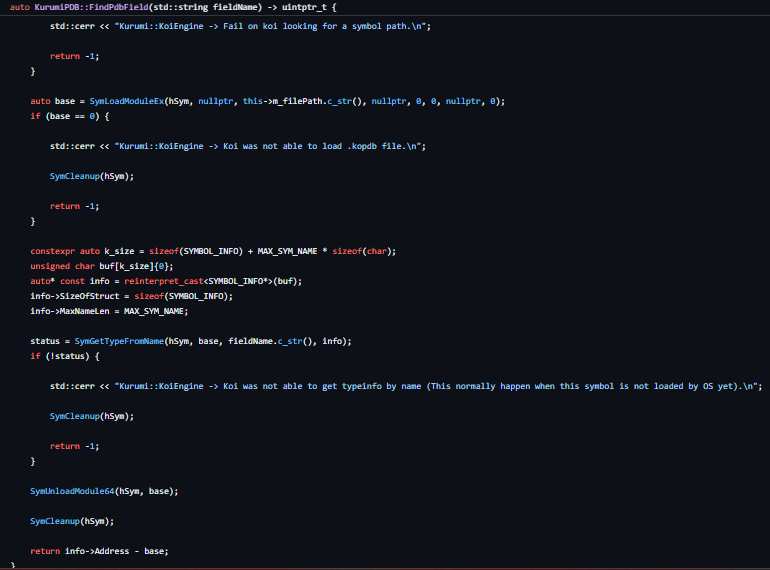 auto KurumiPDB::FindPdbField(std::string fieldName) -> uintptr_t {
std::cerr << "Kurumi::KoiEngine -> Fail on koi looking for a symbol path.\n";
return -1;
}
auto base = SymLoadModuleEx(hSym, nullptr, this->m_filePath.c_str(), nullptr, 0, 0, nullptr, 0);
if (base == 0) {
std::cerr << "Kurumi::KoiEngine -> Koi was not able to load .kopdb file.\n";
SymCleanup(hSym);
return -1;
}
constexpr auto k_size = sizeof(SYMBOL_INFO) + MAX_SYM_NAME * sizeof(char);
unsigned char buf[k_size]{0};
auto* const info = reinterpret_cast<SYMBOL_INFO*>(buf);
info->SizeOfStruct = sizeof(SYMBOL_INFO);
info->MaxNameLen = MAX_SYM_NAME;
status = SymGetTypeFromName(hSym, base, fieldName.c_str(), info);
if (!status) {
std::cerr << "Kurumi::KoiEngine -> Koi was not able to get typeinfo by name (This normally happen when this symbol is not loaded by OS yet).\n";
SymCleanup(hSym);
return -1;
}
SymUnloadModule64(hSym, base);
SymCleanup(hSym);
return info->Address - base;
}